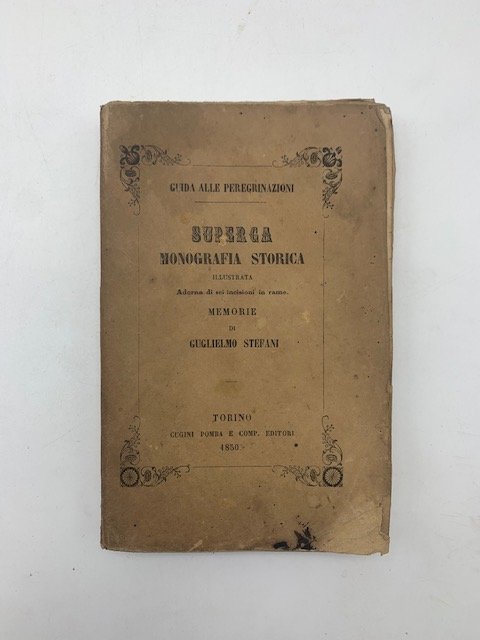 GUIDA ALLE PEREGRINAZIONI
SUPERGA
MONOGRAFIA STORICA
ILLUSTRATA
Adorna di sei incisioni in rame.
MEMORIE
DI
GUGLIELMO STEFANI
TORINO
CUGINI POMBA E COMP. EDITORI
1850